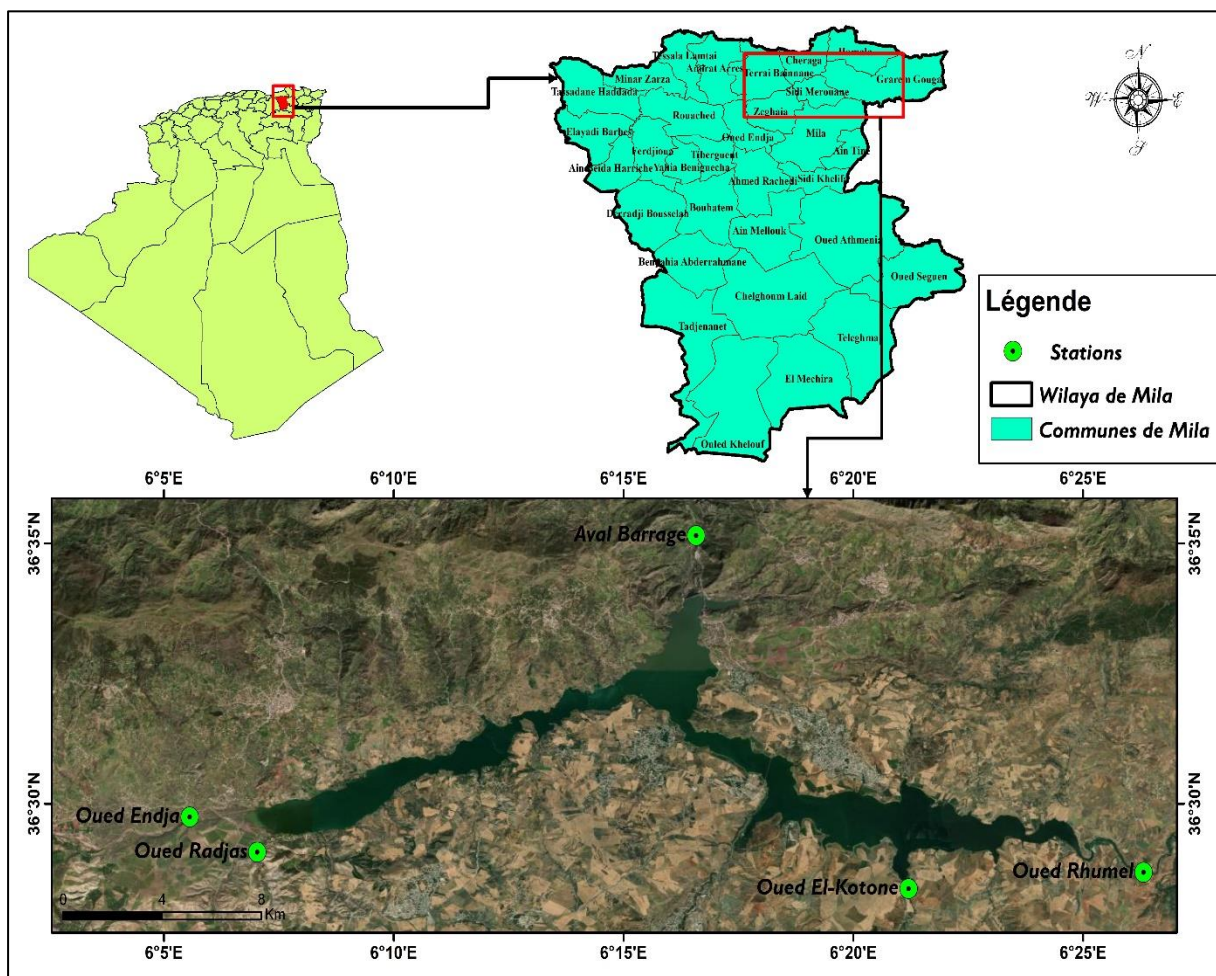 Hamala
Tessala Lamtai
Cheraga
Amirat Arres
Terrai Bainnane
Grarem Gouga
Minar Zarza
Tassadane Haddada
Sidi Merouane
Rouached
Zeghaia
Elayadi Barbes
Oued Endja
Mila
Ain Tine
Ferdjioua
Tiberguent
Yahia Beniguecha
Ahmed Rachedi
Sidi Khelifa
Derradji Bousselah
Bouhatem
Ain Mellouk
Oued Athmenia
Benyahia Abderrahmane
Oued Seguen
Chelghoum Laid
Tadjenanet
Teleghma
El Mechira
Ouled Khelouf
N
W
E
S
Légende
Stations
Wilaya de Mila
Communes de Mila
6°5'E
6°10'E
6°15'E
6°20'E
6°25'E
36°35'N
36°35'N
Aval Barrage
36°30'N
36°30'N
Oued Endja
Oued Radjas
Oued El-Kotone
Oued Rhumel
0 4 8
Km
6°5'E
6°10'E
6°15'E
6°20'E
6°25'E